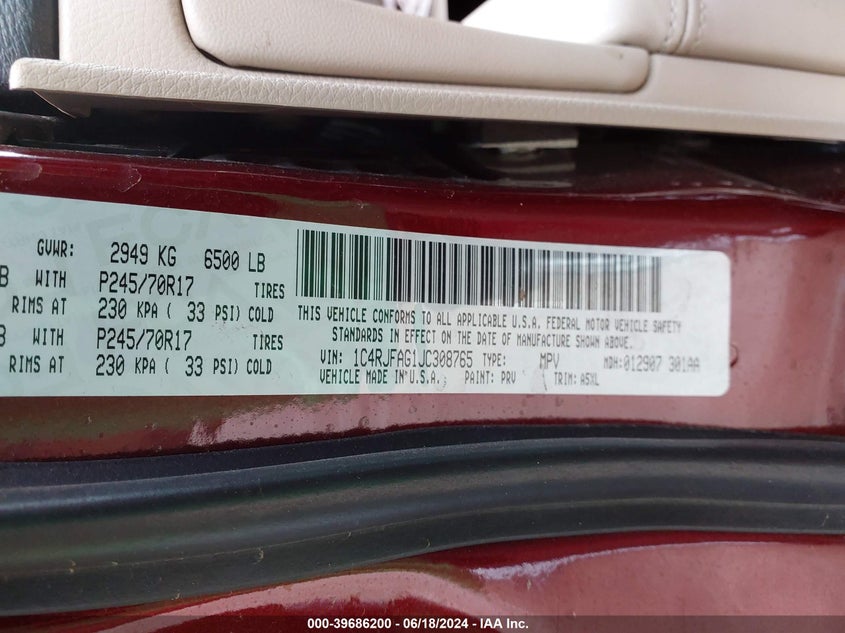 GVWR: 2949 KG 6500 LB
B WITH P245/70R17 TIRES
RIMS AT 230 KPA ( 33 PSI) COLD
B WITH P245/70R17 TIRES
RIMS AT 230 KPA ( 33 PSI) COLD
THIS VEHICLE CONFORMS TO ALL APPLICABLE U.S.A. FEDERAL MOTOR VEHICLE SAFETY
STANDARDS IN EFFECT ON THE DATE OF MANUFACTURE SHOWN ABOVE.
VIN: 1C4RJFAG1JC308765 TYPE: MPV MDH:012907 301AA
VEHICLE MADE IN U.S.A. PAINT: PRV TRIM: ASXL
000-39686200 - 06/18/2024 - IAA Inc.